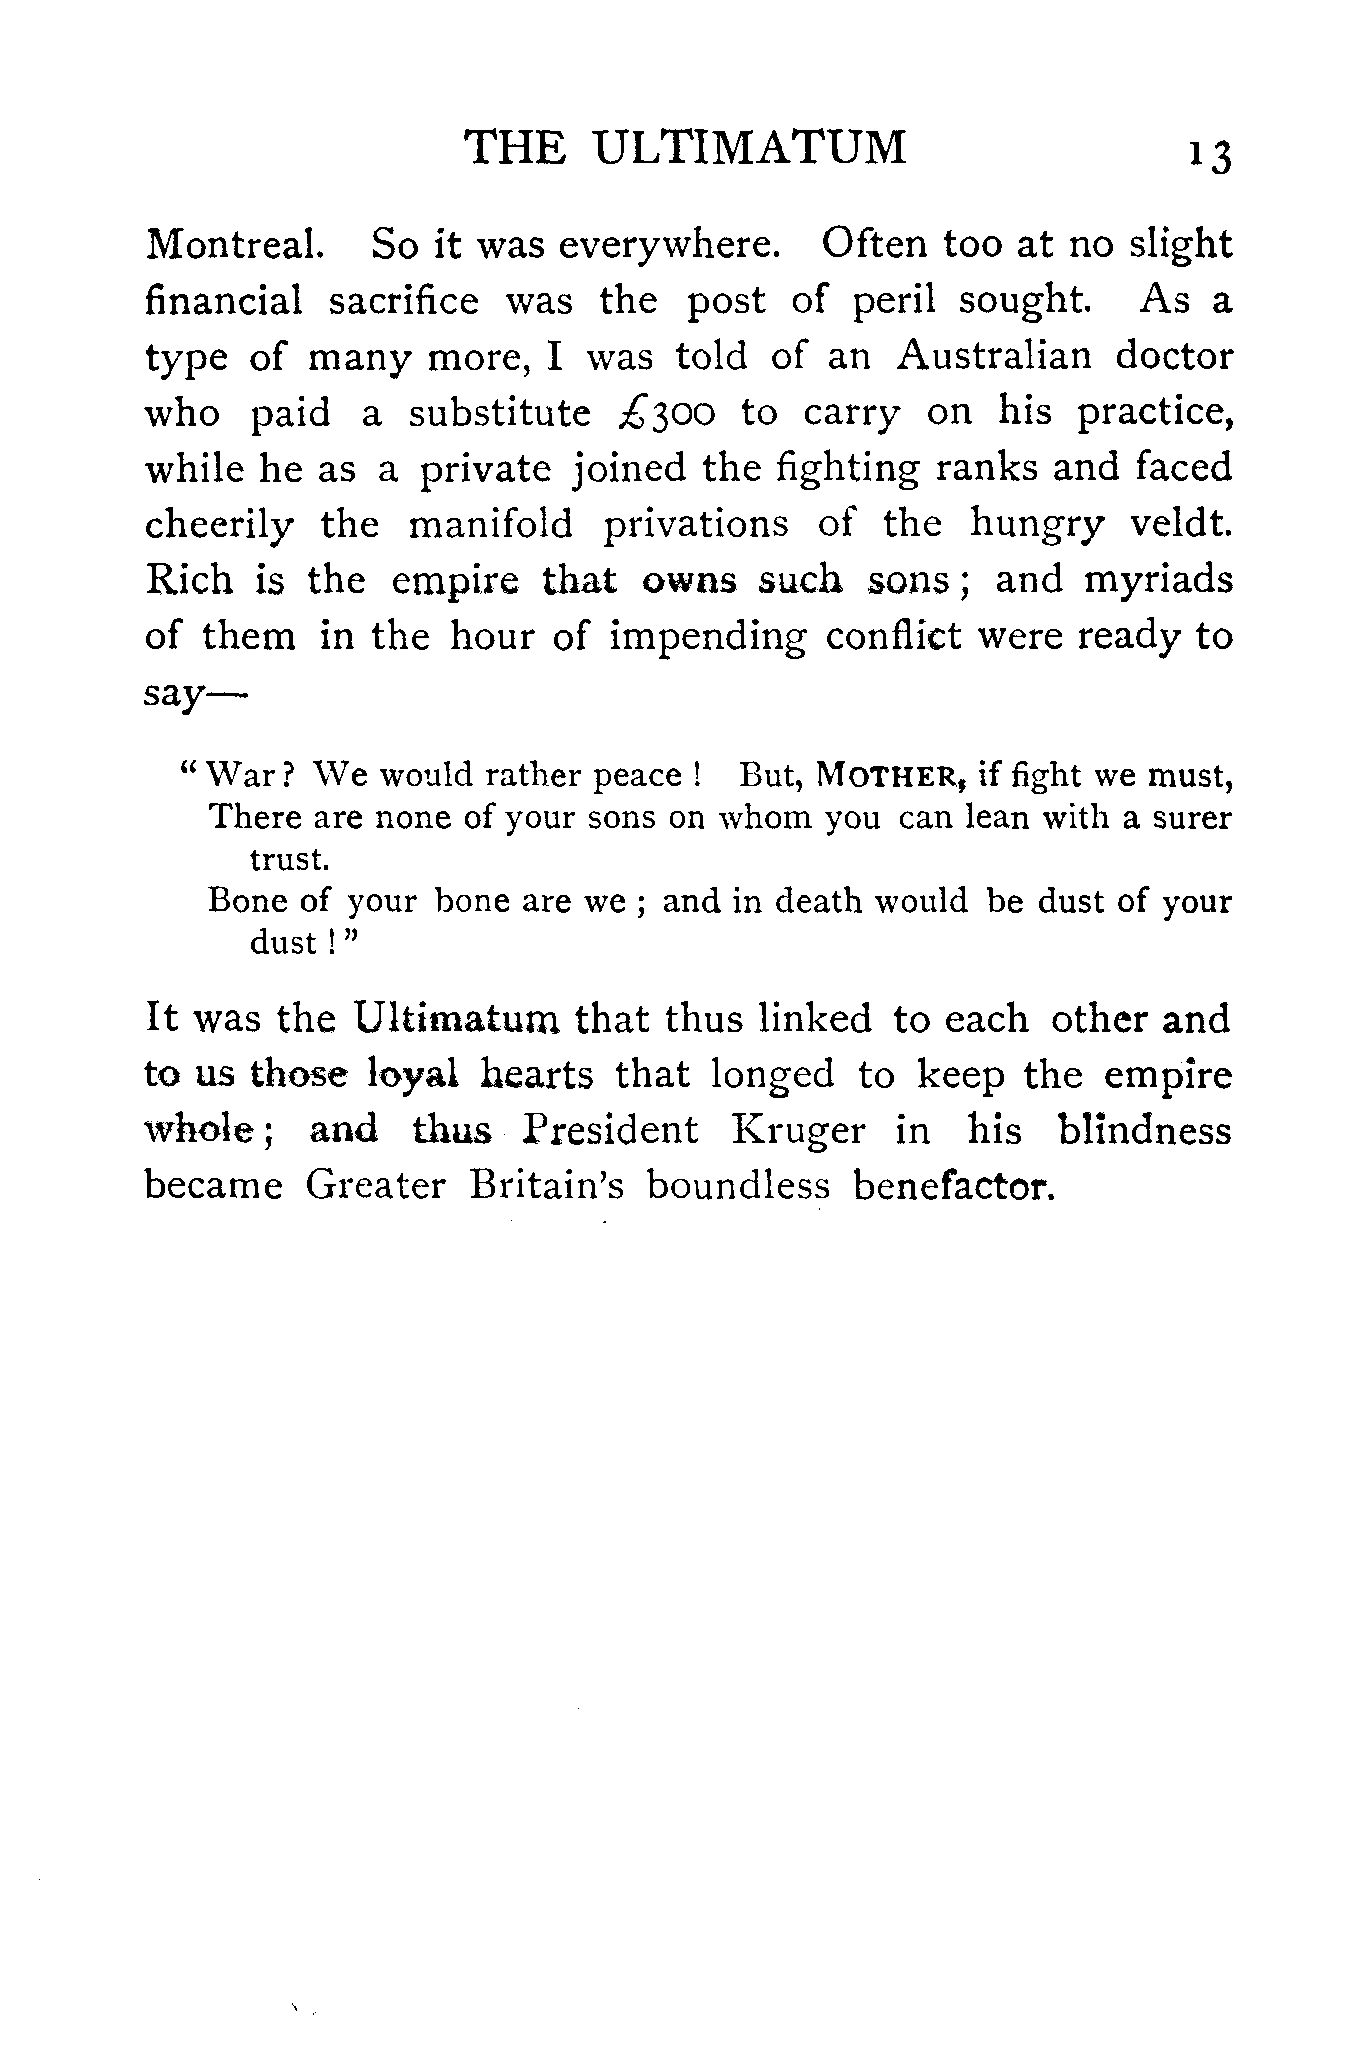 THE ULTIMATUM 13
Montreal. So it was everywhere. Often too at no slight
financial sacrifice was the post of peril sought. As a
type of many more, I was told of an Australian doctor
who paid a substitute £300 to carry on his practice,
while he as a private joined the fighting ranks and faced
cheerily the manifold privations of the hungry veldt.
Rich is the empire that owns such sons ; and myriads
of them in the hour of impending conflict were ready to
say—
“ War ? We would rather peace ! But, MOTHER, if fight we must,
There are none of your sons on whom you can lean with a surer
trust.
Bone of your bone are we ; and in death would be dust of your
dust ! ”
It was the Ultimatum that thus linked to each other and
to us those loyal hearts that longed to keep the empire
whole ; and thus President Kruger in his blindness
became Greater Britain's boundless benefactor.